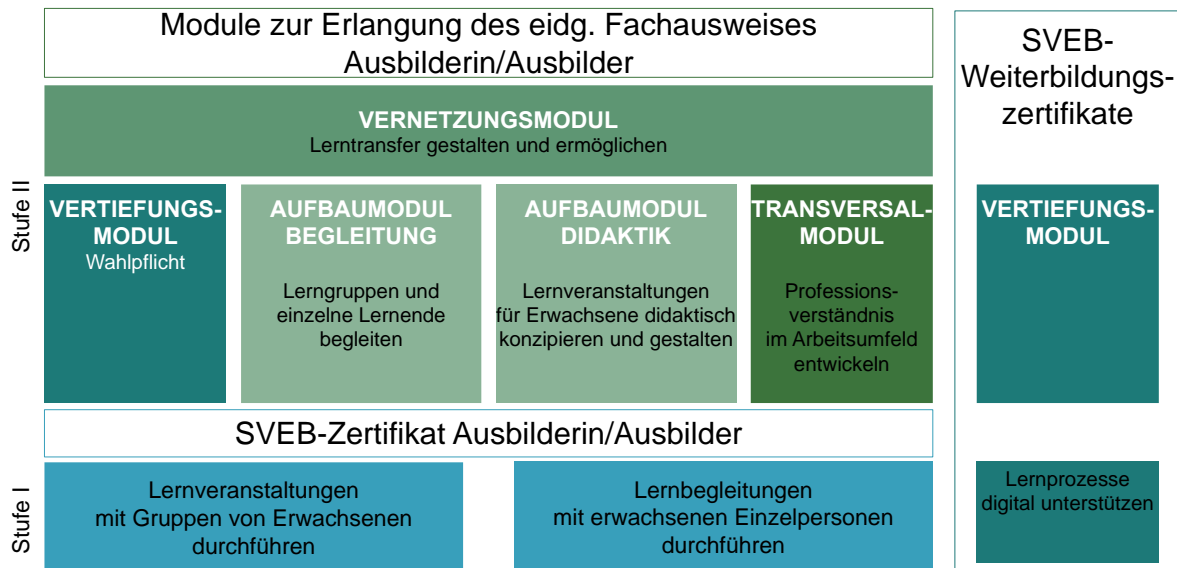 Module zur Erlangung des eidg. Fachausweises
Ausbilderin/Ausbilder
VERNETZUNGSMODUL
Lerntransfer gestalten und ermöglichen
Stufe II
VERTIEFUNGS-
MODUL
Wahlpflicht
AUFBAUMODUL
BEGLEITUNG
Lerngruppen und
einzelne Lernende
begleiten
AUFBAUMODUL
DIDAKTIK
Lernveranstaltungen
für Erwachsene didaktisch
konzipieren und gestalten
TRANSVERSAL-
MODUL
Professions-
verständnis
im Arbeitsumfeld
entwickeln
SVEB-Zertifikat Ausbilderin/Ausbilder
Stufe I
Lernveranstaltungen
mit Gruppen von Erwachsenen
durchführen
Lernbegleitungen
mit erwachsenen Einzelpersonen
durchführen
SVEB-
Weiterbildungs-
zertifikate
VERTIEFUNGS-
MODUL
Lernprozesse
digital unterstützen